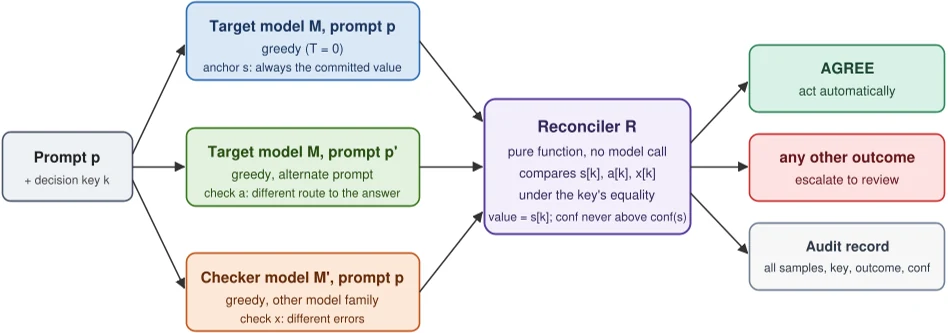 Prompt p
+ decision key k
Target model M, prompt p
greedy (T = 0)
anchor s: always the committed value
Target model M, prompt p'
greedy, alternate prompt
check a: different route to the answer
Checker model M', prompt p
greedy, other model family
check x: different errors
Reconciler R
pure function, no model call
compares s[k], a[k], x[k]
under the key's equality
value = s[k]; conf never above conf(s)
AGREE
act automatically
any other outcome
escalate to review
Audit record
all samples, key, outcome, conf